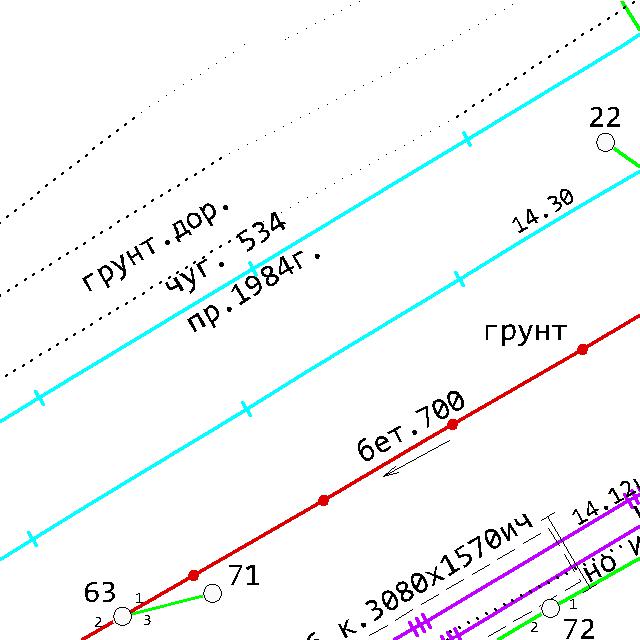 22
14.30
грунт.дор.
чуг. 534
пр.1984г.
грунт
бет.700
14.12
к.3080х1570ич
но
71
63
1
2
3
1
2
72